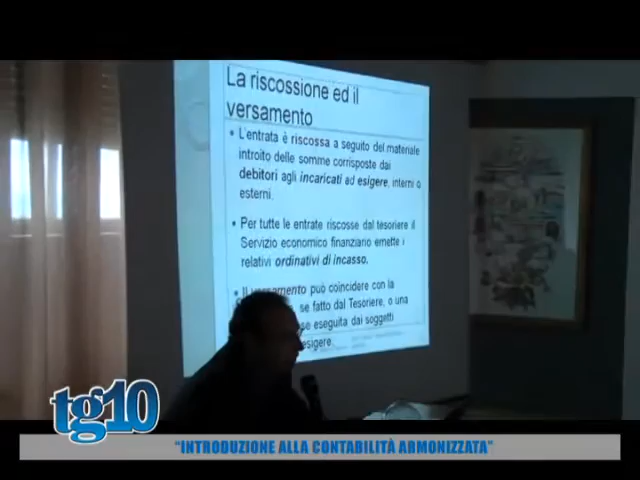 La riscossione ed il
versamento
• L'entrata è riscossa a seguito del materiale
introito delle somme corrisposte dai
debitori agli incaricati ad esigere, interni o
esterni.
• Per tutte le entrate riscosse dal tesoriere il
Servizio economico finanziario emette i
relativi ordinativi di incasso.
• Il versamento può coincidere con la
se fatto dal Tesoriere, o una
se eseguita dai soggetti
esigere.
tg10
"INTRODUZIONE ALLA CONTABILITÀ ARMONIZZATA"